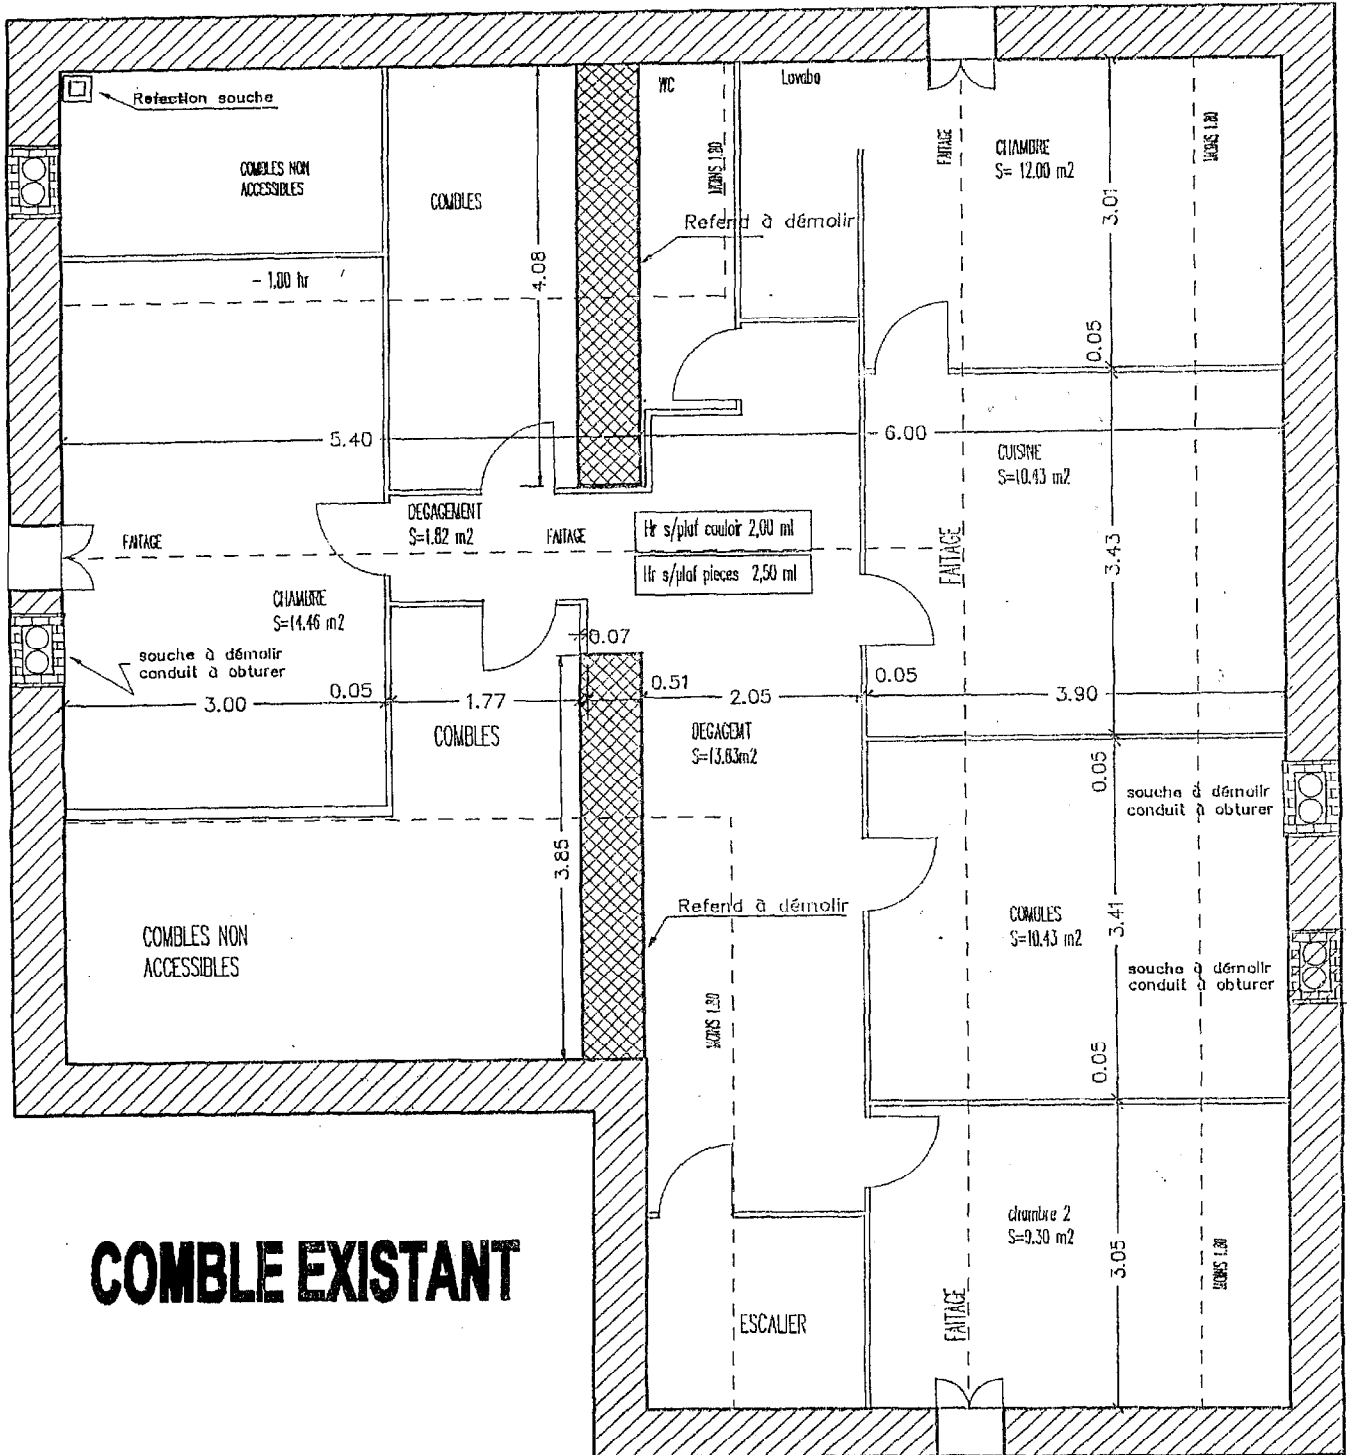 Refection souche
WC
Lavabo
COMBLES NON
ACCESSIBLES
COMBLES
MOINS 1.80
FAITAGE
CHAMBRE
S= 12.00 m2
MOINS 1.80
3.01
Refend à démolir
4.08
- 1.80 hr
0.05
5.40
6.00
CUISINE
S=10.43 m2
DEGAGEMENT
S=1.82 m2
FAITAGE
FAITAGE
Hr s/plaf couloir 2,00 ml
Hr s/plaf pieces 2,50 ml
FAITAGE
3.43
CHAMBRE
S=14.46 m2
souche à démolir
conduit à obturer
0.07
3.00
0.05
1.77
0.51
2.05
0.05
3.90
COMBLES
DEGAGEMT
S=13.83m2
0.05
souche à démolir
conduit à obturer
3.85
Refend à démolir
COMBLES NON
ACCESSIBLES
COMBLES
S=10.43 m2
3.41
souche à démolir
conduit à obturer
MOINS 1.80
0.05
chambre 2
S=9.30 m2
3.05
MOINS 1.80
COMBLE EXISTANT
ESCALIER
FAITAGE